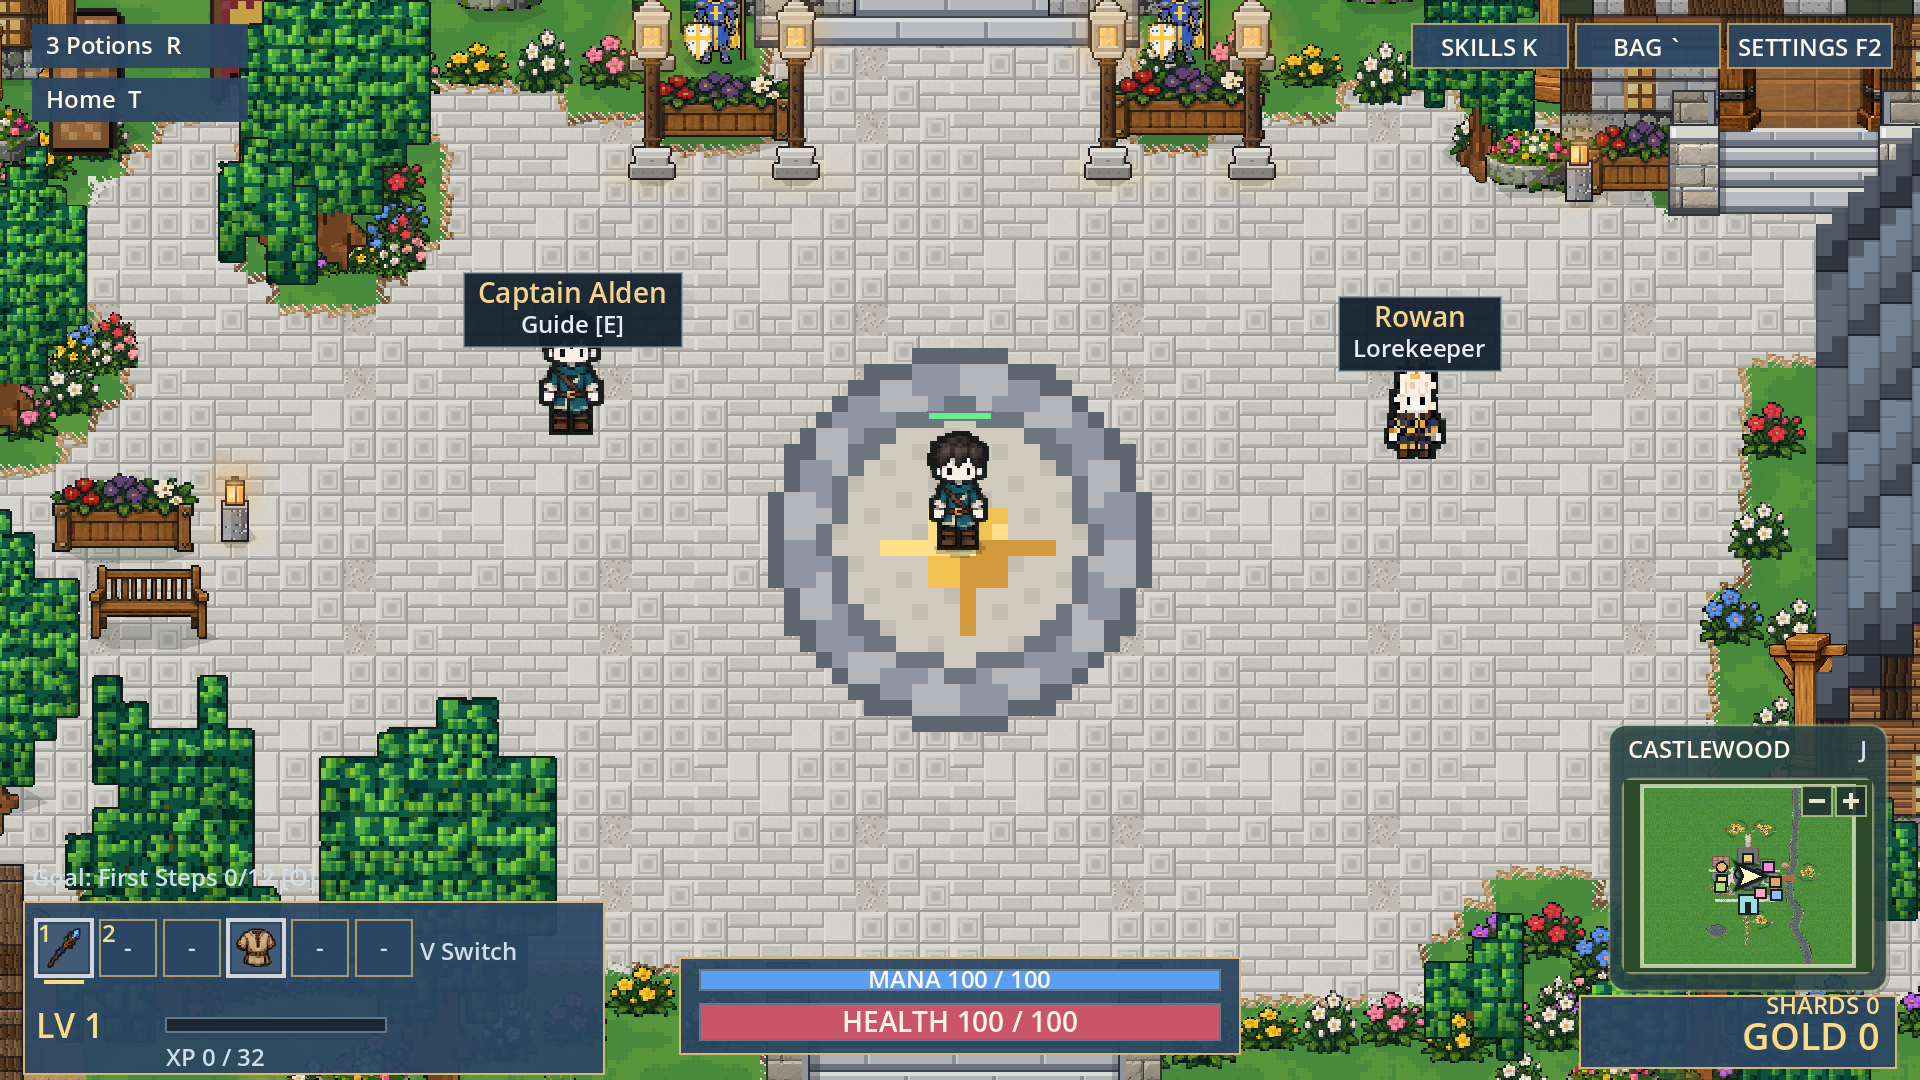 3 Potions R
Home T
SKILLS K
BAG `
SETTINGS F2
Captain Alden
Guide [E]
Rowan
Lorekeeper
CASTLEWOOD J
Goal: First Steps 0/12 [O]
1
2
-
-
-
-
V Switch
LV 1
XP 0 / 32
MANA 100 / 100
HEALTH 100 / 100
SHARDS 0
GOLD 0